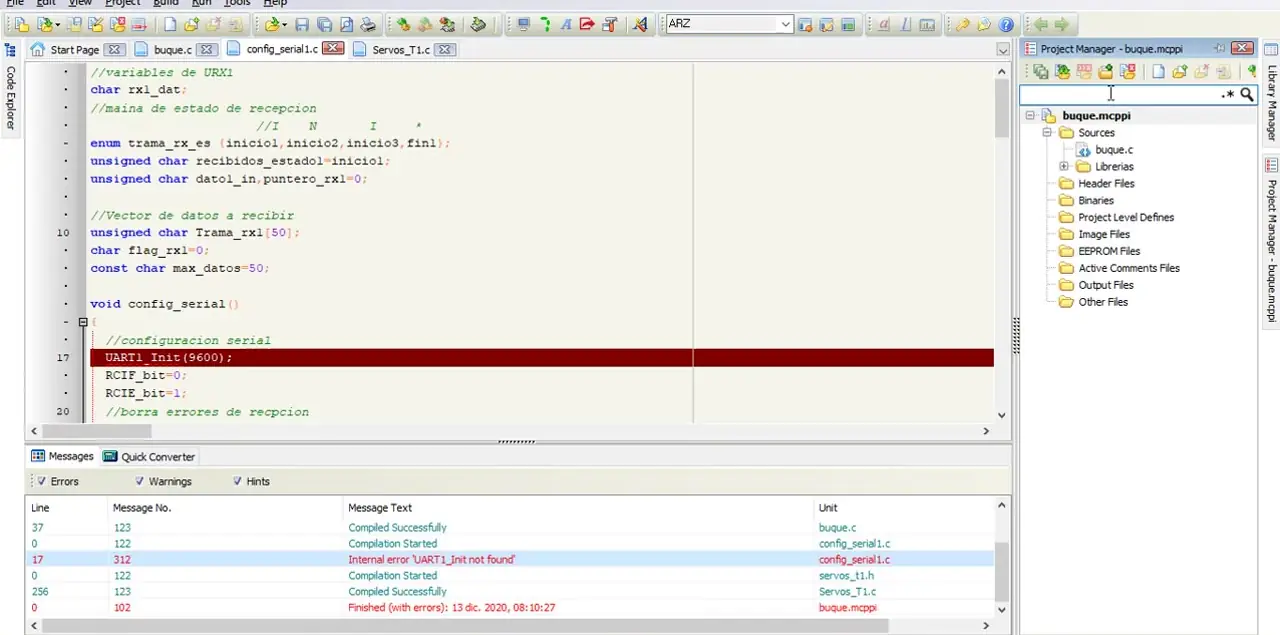 File Edit View Project Build Run Tools Help
ARZ
Start Page buque.c config_serial1.c Servos_T1.c
Code Explorer
//variables de URX1
char rx1_dat;
//maina de estado de recepcion
//I N I *
enum trama_rx_es {inicio1,inicio2,inicio3,fin1};
unsigned char recibidos_estado1=inicio1;
unsigned char dato1_in,puntero_rx1=0;
//Vector de datos a recibir
10 unsigned char Trama_rx1[50];
char flag_rx1=0;
const char max_datos=50;
void config_serial()
{
//configuracion serial
17 UART1_Init(9600);
RCIF_bit=0;
RCIE_bit=1;
20 //borra errores de recpcion
Project Manager - buque.mcppi
.*
buque.mcppi
Sources
buque.c
Librerias
Header Files
Binaries
Project Level Defines
Image Files
EEPROM Files
Active Comments Files
Output Files
Other Files
Library Manager
Project Manager - buque.mcppi
Messages Quick Converter
Errors Warnings Hints
Line Message No. Message Text Unit
37 123 Compiled Successfully buque.c
0 122 Compilation Started config_serial1.c
17 312 Internal error 'UART1_Init not found' config_serial1.c
0 122 Compilation Started servos_t1.h
256 123 Compiled Successfully Servos_T1.c
0 102 Finished (with errors): 13 dic. 2020, 08:10:27 buque.mcppi